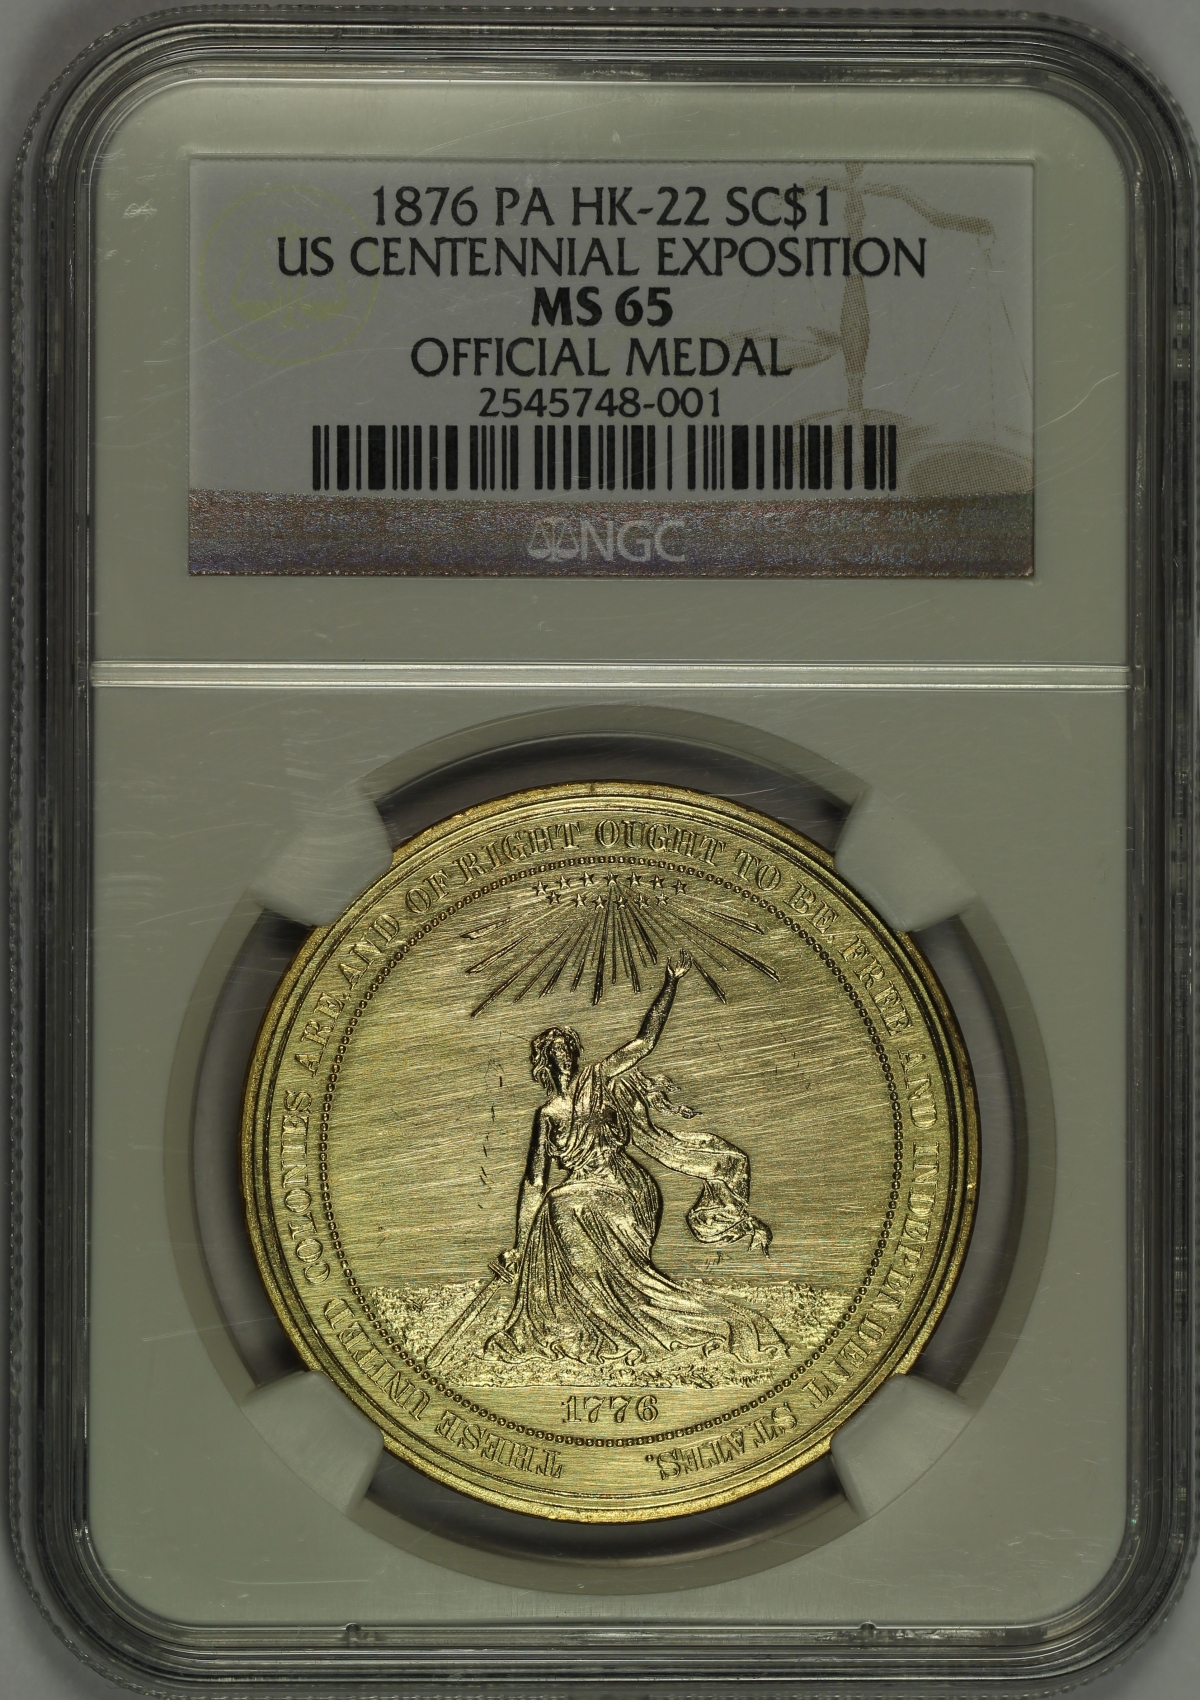 1876 PA HK-22 SC$1
US CENTENNIAL EXPOSITION
MS 65
OFFICIAL MEDAL
2545748-001
NGC
THESE UNITED COLONIES ARE, AND OF RIGHT OUGHT TO BE, FREE AND INDEPENDENT STATES.
1776